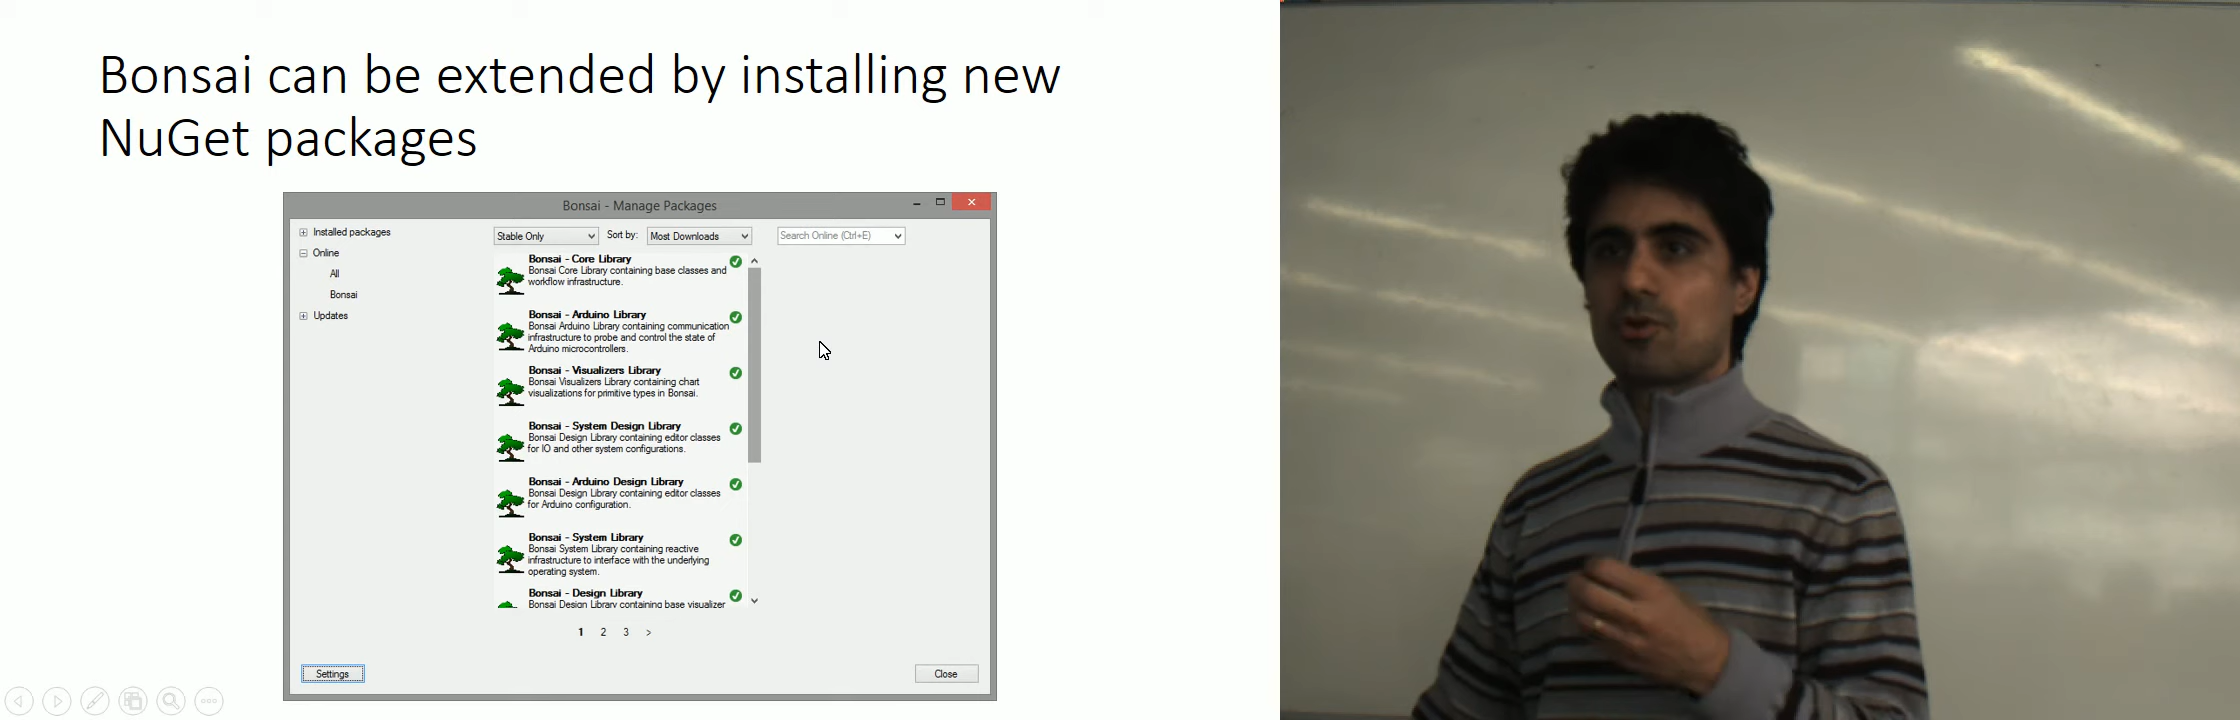 Bonsai can be extended by installing new
NuGet packages
Bonsai - Manage Packages
Installed packages
Online
All
Bonsai
Updates
Stable Only
Sort by:
Most Downloads
Search Online (Ctrl+E)
Bonsai - Core Library
Bonsai Core Library containing base classes and
workflow infrastructure.
Bonsai - Arduino Library
Bonsai Arduino Library containing communication
infrastructure to probe and control the state of
Arduino microcontrollers.
Bonsai - Visualizers Library
Bonsai Visualizers Library containing chart
visualizations for primitive types in Bonsai.
Bonsai - System Design Library
Bonsai Design Library containing editor classes
for IO and other system configurations.
Bonsai - Arduino Design Library
Bonsai Design Library containing editor classes
for Arduino configuration.
Bonsai - System Library
Bonsai System Library containing reactive
infrastructure to interface with the underlying
operating system.
Bonsai - Design Library
Bonsai Design Library containing base visualizer
1 2 3 >
Settings
Close